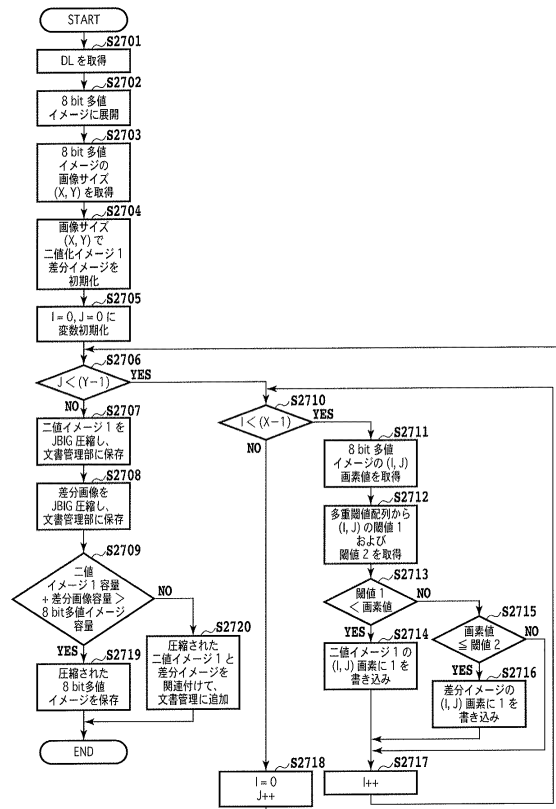 START
S2701
DL を取得
S2702
8 bit 多値
イメージに展開
S2703
8 bit 多値
イメージの
画像サイズ
(X, Y) を取得
S2704
画像サイズ
(X, Y) で
二値化イメージ 1
差分イメージを
初期化
S2705
I = 0, J = 0 に
変数初期化
S2706
J < (Y−1)
YES
NO
S2707
二値イメージ 1 を
JBIG 圧縮し、
文書管理部に保存
S2708
差分画像を
JBIG 圧縮し、
文書管理部に保存
S2709
二値
イメージ 1 容量
+ 差分画像容量 >
8 bit多値イメージ
容量
NO
YES
S2719
圧縮された
8 bit多値
イメージを保存
S2720
圧縮された
二値イメージ 1 と
差分イメージを
関連付けて、
文書管理に追加
END
S2710
I < (X−1)
YES
NO
S2711
8 bit 多値
イメージの (I, J)
画素値を取得
S2712
多重閾値配列から
(I, J) の閾値 1
および
閾値 2 を取得
S2713
閾値 1
< 画素値
NO
YES
S2714
二値イメージ 1 の
(I, J) 画素に 1 を
書き込み
S2715
画素値
≦ 閾値 2
NO
YES
S2716
差分イメージの
(I, J) 画素に 1 を
書き込み
S2717
I++
S2718
I = 0
J++